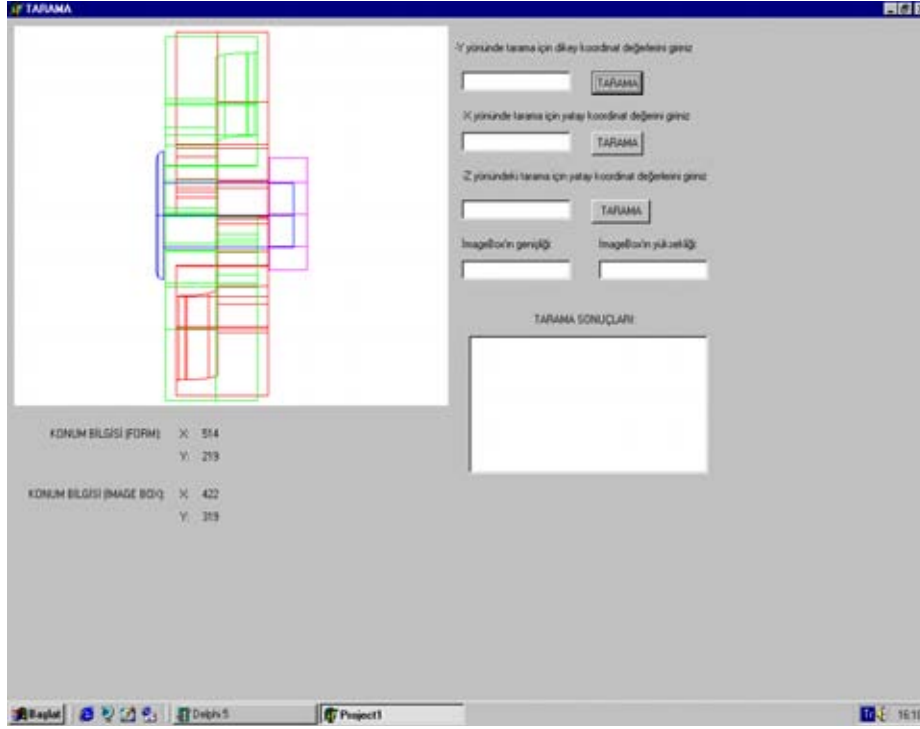 TARAMA
-Y yönünde tarama için dikey koordinat değerlerini giriniz
TARAMA
-X yönünde tarama için yatay koordinat değerini giriniz
TARAMA
-Z yönündeki tarama için yatay koordinat değerlerini giriniz
TARAMA
ImageBox'ın genişliği: ImageBox'ın yüksekliği:
TARAMA SONUÇLARI:
KONUM BİLGİSİ (FORM): X: 514
Y: 219
KONUM BİLGİSİ (IMAGE BOX): X: 422
Y: 319
Başlat Delphi 5 Project1 Tr